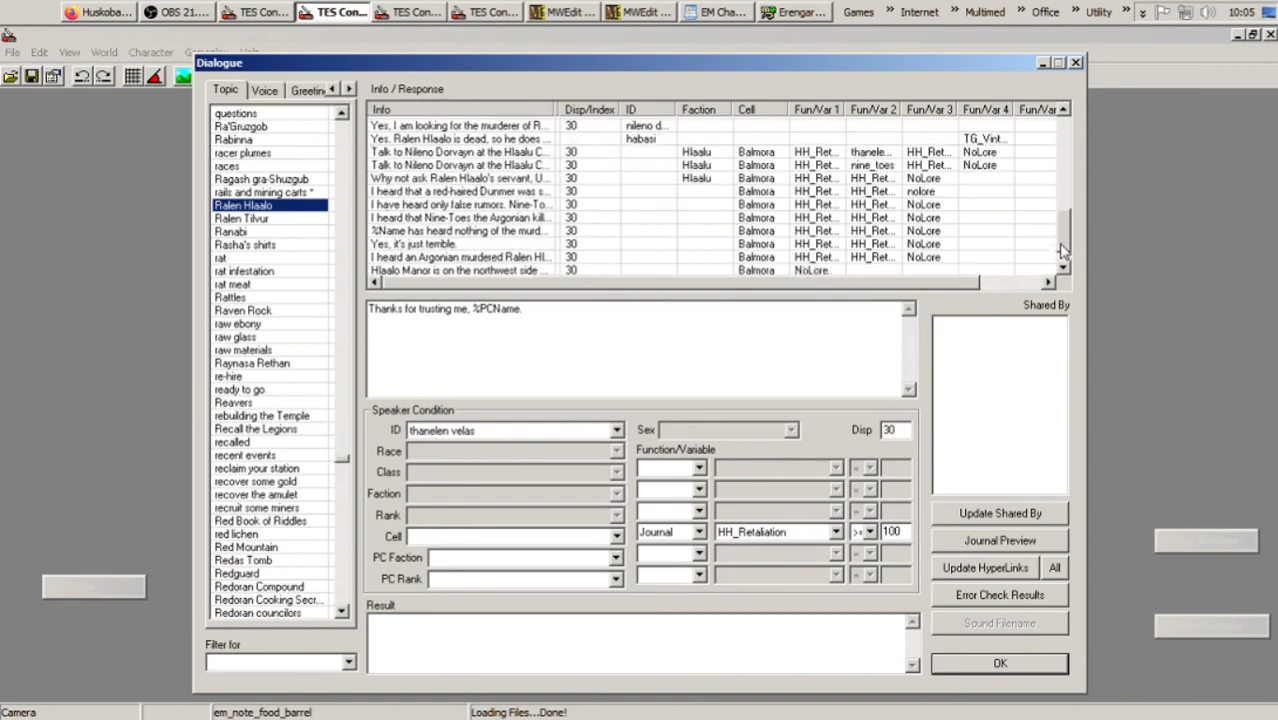 Huskoba...
OBS 21....
TES Con...
TES Con...
TES Con...
TES Con...
MWEdit ...
MWEdit ...
EM Cha...
Erengar...
Games » Internet » Multimed » Office » Utility
10:05
File Edit View World Character
Dialogue
Topic Voice Greetin
Info / Response
Info Disp/Index ID Faction Cell Fun/Var 1 Fun/Var 2 Fun/Var 3 Fun/Var 4 Fun/Var
Yes, I am looking for the murderer of R... 30 nileno d...
Yes. Ralen Hlaalo is dead, so he does ... 30 habasi TG_Vint...
Talk to Nileno Dorvayn at the Hlaalu C... 30 Hlaalu Balmora HH_Ret... thanele... HH_Ret... NoLore
Talk to Nileno Dorvayn at the Hlaalu C... 30 Hlaalu Balmora HH_Ret... nine_toes HH_Ret... NoLore
Why not ask Ralen Hlaalo's servant, U... 30 Hlaalu Balmora HH_Ret... HH_Ret... NoLore
I heard that a red-haired Dunmer was s... 30 Balmora HH_Ret... HH_Ret... nolore
I have heard only false rumors. Nine-To... 30 Balmora HH_Ret... HH_Ret... NoLore
I heard that Nine-Toes the Argonian kill... 30 Balmora HH_Ret... HH_Ret... NoLore
%Name has heard nothing of the murd... 30 Balmora HH_Ret... HH_Ret... NoLore
Yes, it's just terrible. 30 Balmora HH_Ret... HH_Ret... NoLore
I heard an Argonian murdered Ralen Hl... 30 Balmora HH_Ret... HH_Ret... NoLore
Hlaalo Manor is on the northwest side ... 30 Balmora NoLore
questions
Ra'Gruzgob
Rabinna
racer plumes
races
Ragash gra-Shuzgub
rails and mining carts *
Ralen Hlaalo
Ralen Tilvur
Ranabi
Rasha's shirts
rat
rat infestation
rat meat
Rattles
Raven Rock
raw ebony
raw glass
raw materials
Raynasa Rethan
re-hire
ready to go
Reavers
rebuilding the Temple
Recall the Legions
recalled
recent events
reclaim your station
recover some gold
recover the amulet
recruit some miners
Red Book of Riddles
red lichen
Red Mountain
Redas Tomb
Redguard
Redoran Compound
Redoran Cooking Secr...
Redoran councilors
Filter for
Thanks for trusting me, %PCName.
Shared By
Speaker Condition
ID thanelen velas
Race
Class
Faction
Rank
Cell
PC Faction
PC Rank
Sex
Disp 30
Function/Variable
=
=
=
Journal HH_Retaliation >= 100
=
=
Update Shared By
Journal Preview
Update HyperLinks All
Error Check Results
Sound Filename
OK
Result
Camera em_note_food_barrel Loading Files...Done!